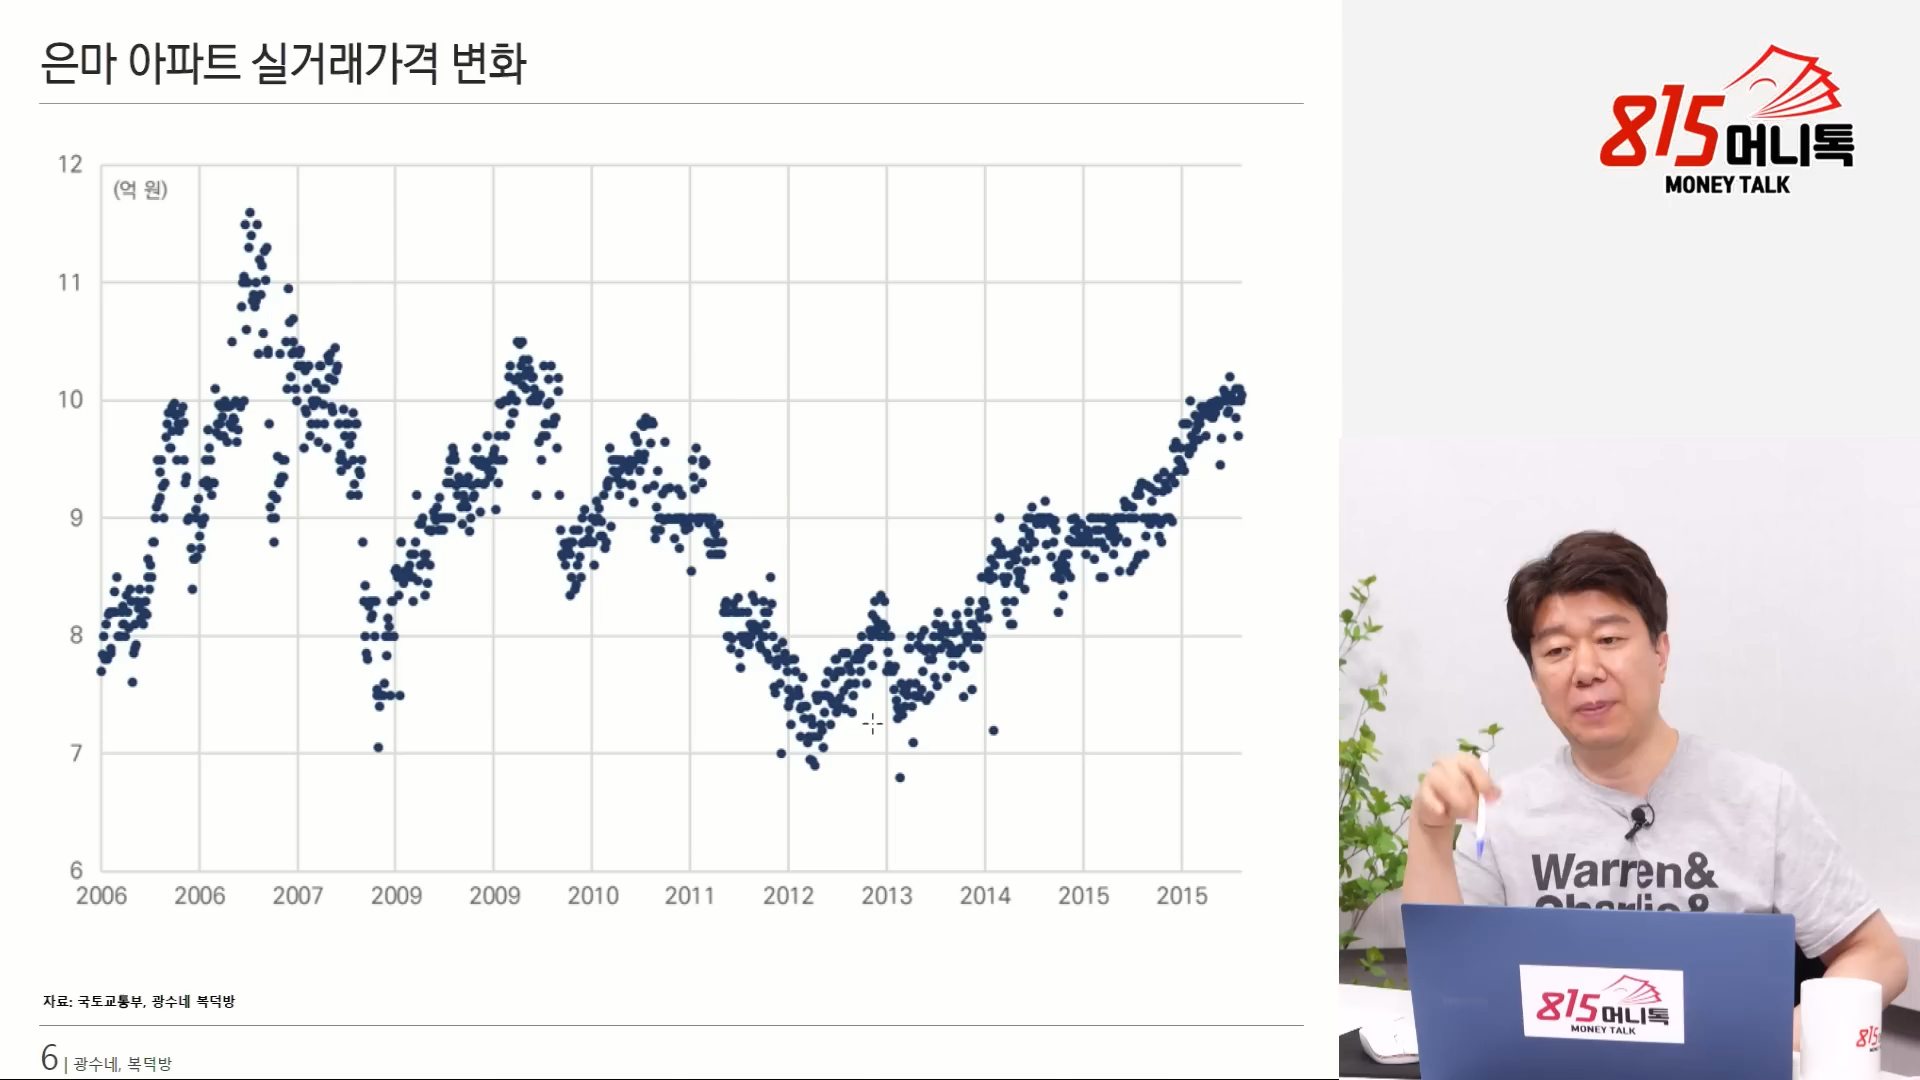 은마 아파트 실거래가격 변화
815머니톡
MONEY TALK
12
(억 원)
11
10
9
8
7
6
2006 2006 2007 2009 2009 2010 2011 2012 2013 2014 2015 2015
자료: 국토교통부, 광수네 복덕방
6 | 광수네, 복덕방
Warren&
Charlie&
815머니톡
MONEY TALK
815